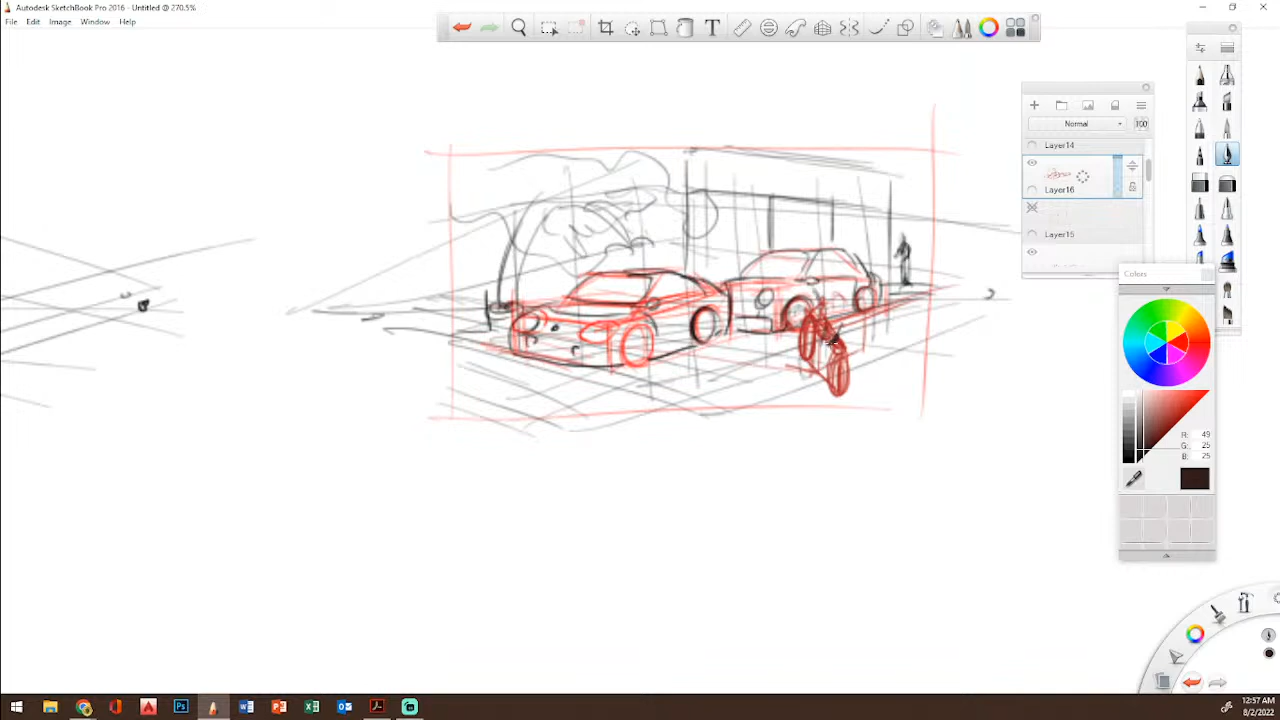 Autodesk SketchBook Pro 2016 - Untitled @ 270.5%
File Edit Image Window Help
T
Normal
100
Layer14
Layer16
Layer15
Colors
R: 49
G: 25
B: 25
12:57 AM
8/2/2022